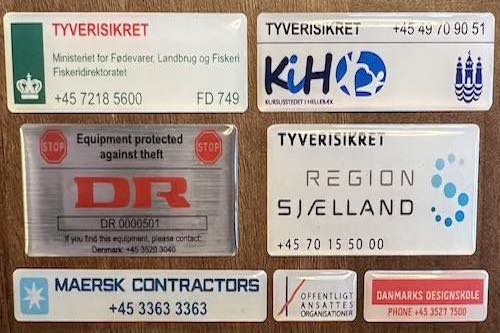 TYVERISIKRET
Ministeriet for Fødevarer, Landbrug og Fiskeri
Fiskeridirektoratet
+45 7218 5600 FD 749
TYVERISIKRET +45 49 70 90 51
KiH
KURSUSSTEDET I HELLEBÆK
STOP Equipment protected STOP
against theft
DR
DR 0000501
If you find this equipment, please contact:
Denmark: +45 3520 3040
TYVERISIKRET
REGION
SJÆLLAND
+45 70 15 50 00
MAERSK CONTRACTORS
+45 3363 3363
OFFENTLIGT
ANSATTES
ORGANISATIONER
DANMARKS DESIGNSKOLE
PHONE +45 3527 7500